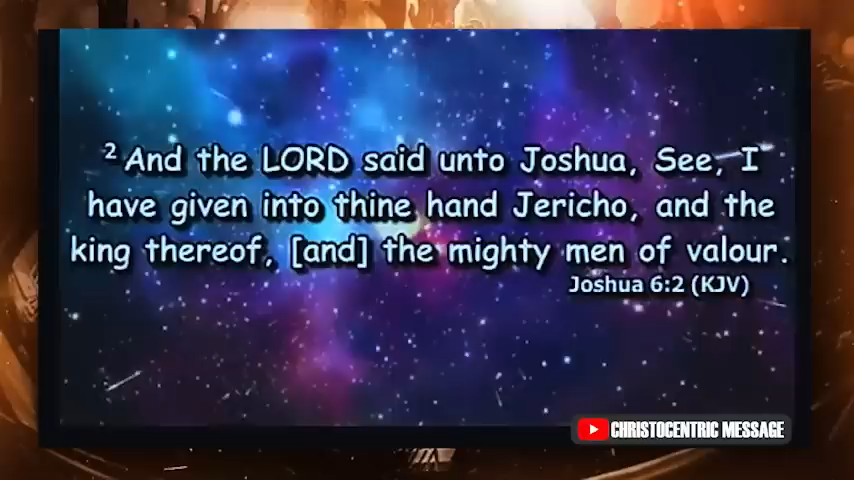 2 And the LORD said unto Joshua, See, I
have given into thine hand Jericho, and the
king thereof, [and] the mighty men of valour.
Joshua 6:2 (KJV)
CHRISTOCENTRIC MESSAGE